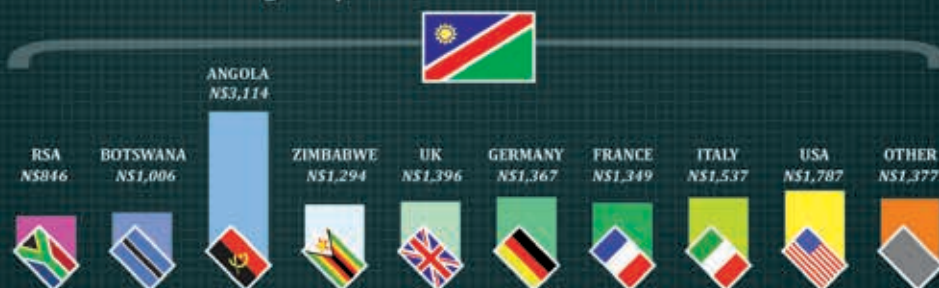 ANGOLA
N$3,114
RSA
N$846
BOTSWANA
N$1,006
ZIMBABWE
N$1,294
UK
N$1,396
GERMANY
N$1,367
FRANCE
N$1,349
ITALY
N$1,537
USA
N$1,787
OTHER
N$1,377